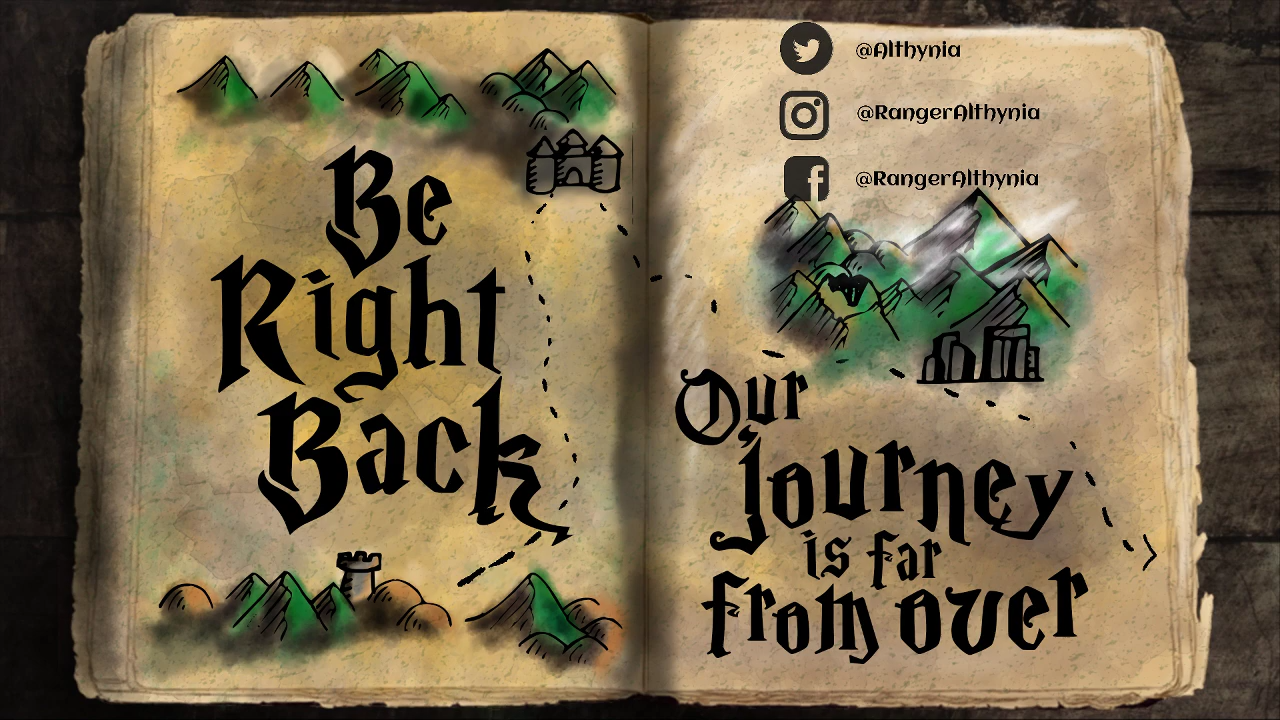 Be
Right
Back
@Althynia
@RangerAlthynia
@RangerAlthynia
Our
journey
is far
from over